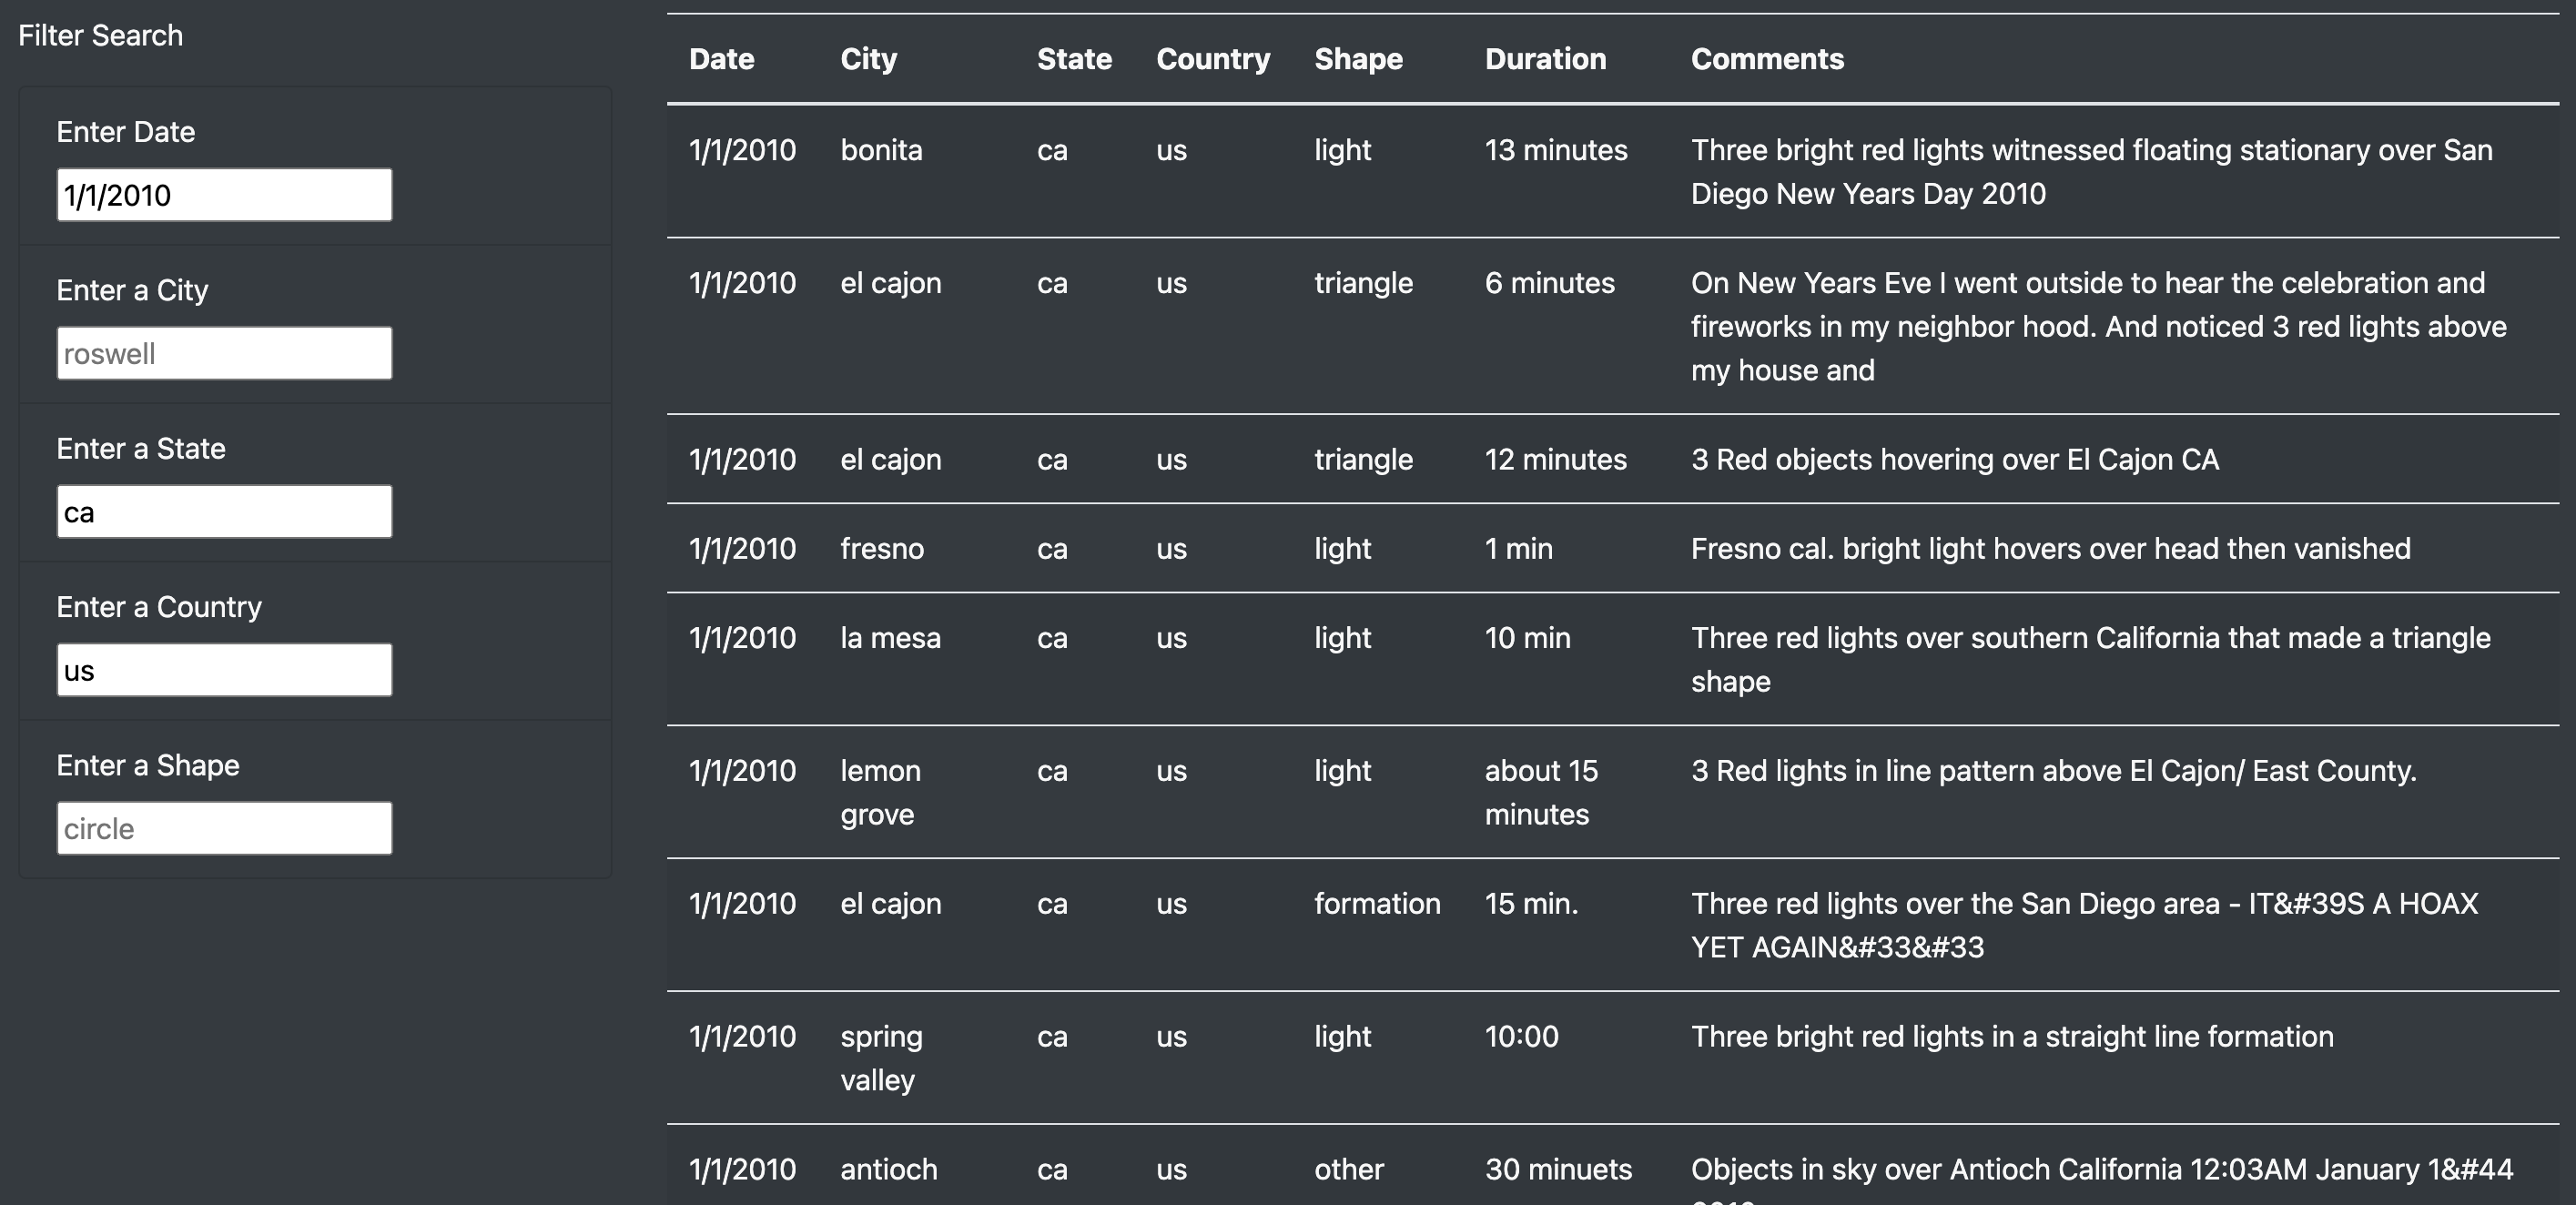 Filter Search
Enter Date
1/1/2010
Enter a City
roswell
Enter a State
ca
Enter a Country
us
Enter a Shape
circle
Date City State Country Shape Duration Comments
1/1/2010 bonita ca us light 13 minutes Three bright red lights witnessed floating stationary over San
Diego New Years Day 2010
1/1/2010 el cajon ca us triangle 6 minutes On New Years Eve I went outside to hear the celebration and
fireworks in my neighbor hood. And noticed 3 red lights above
my house and
1/1/2010 el cajon ca us triangle 12 minutes 3 Red objects hovering over El Cajon CA
1/1/2010 fresno ca us light 1 min Fresno cal. bright light hovers over head then vanished
1/1/2010 la mesa ca us light 10 min Three red lights over southern California that made a triangle
shape
1/1/2010 lemon ca us light about 15 3 Red lights in line pattern above El Cajon/ East County.
grove minutes
1/1/2010 el cajon ca us formation 15 min. Three red lights over the San Diego area - IT&#39S A HOAX
YET AGAIN&#33&#33
1/1/2010 spring ca us light 10:00 Three bright red lights in a straight line formation
valley
1/1/2010 antioch ca us other 30 minuets Objects in sky over Antioch California 12:03AM January 1&#44